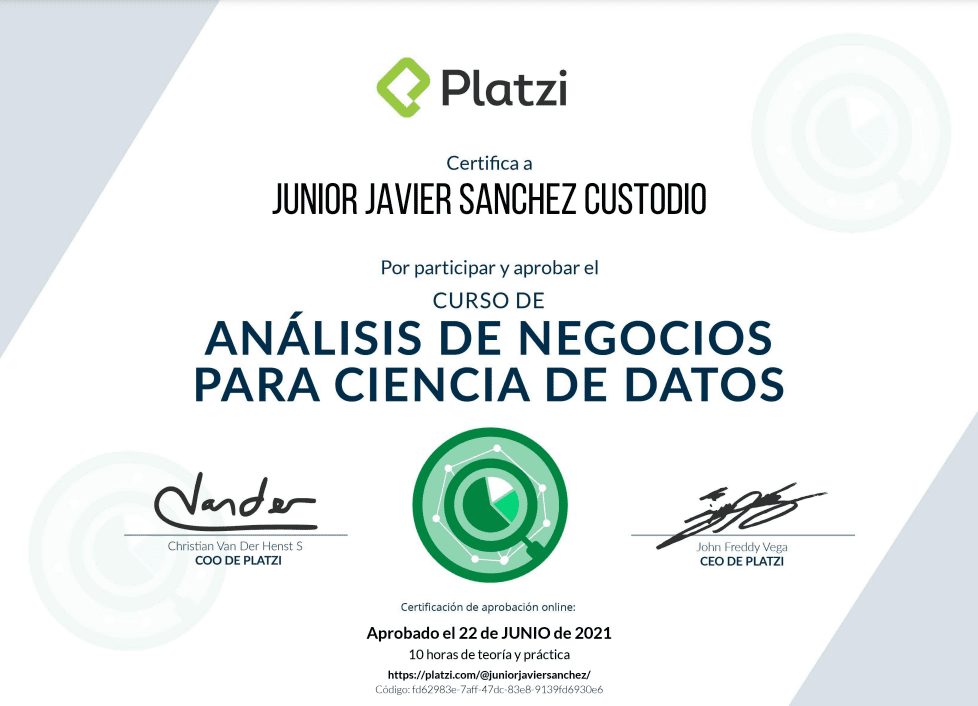 Platzi
Certifica a
JUNIOR JAVIER SANCHEZ CUSTODIO
Por participar y aprobar el
CURSO DE
ANÁLISIS DE NEGOCIOS
PARA CIENCIA DE DATOS
Vander
Christian Van Der Henst S
COO DE PLATZI
John Freddy Vega
CEO DE PLATZI
Certificación de aprobación online:
Aprobado el 22 de JUNIO de 2021
10 horas de teoría y práctica
https://platzi.com/@juniorjaviersanchez/
Código: fd62983e-7aff-47dc-83e8-9139fd6930e6